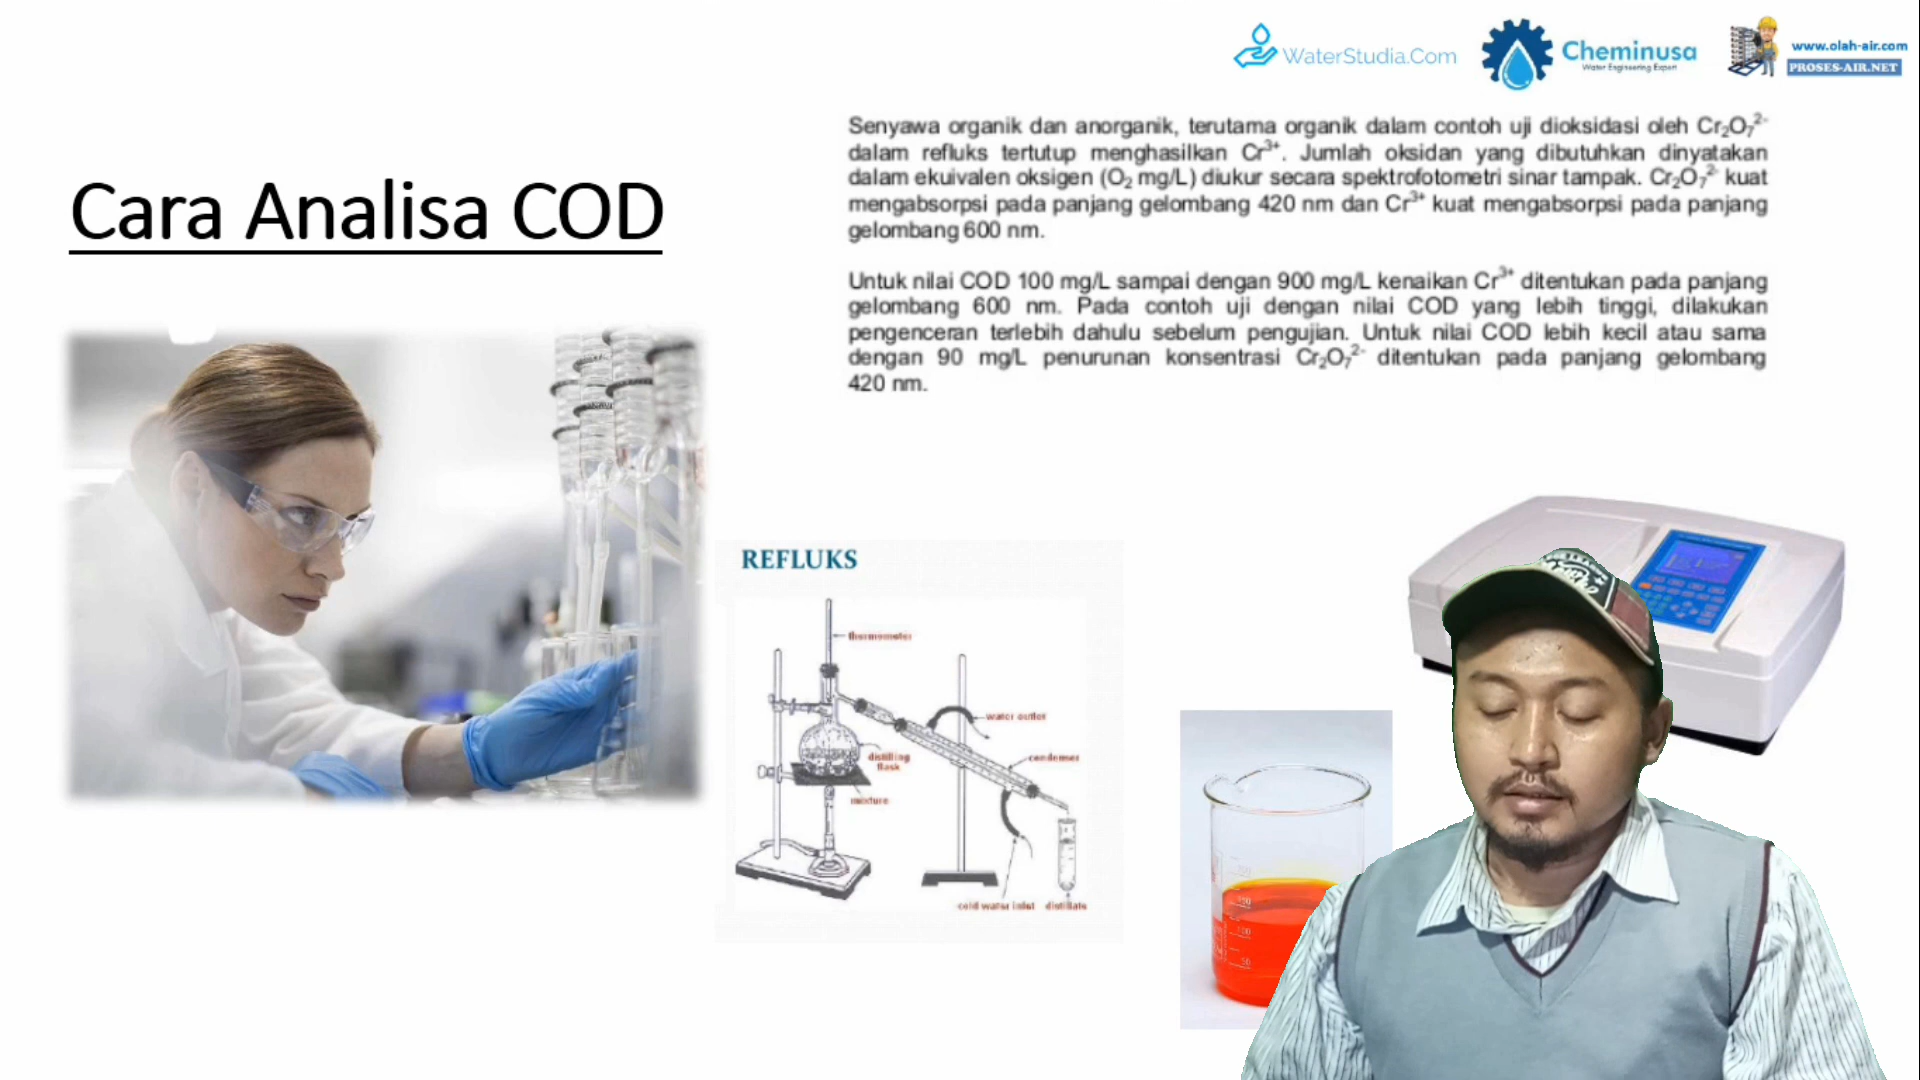 WaterStudia.Com
Cheminusa
Water Engineering Expert
www.olah-air.com
PROSES-AIR.NET
Cara Analisa COD
Senyawa organik dan anorganik, terutama organik dalam contoh uji dioksidasi oleh Cr₂O₇²⁻
dalam refluks tertutup menghasilkan Cr³⁺. Jumlah oksidan yang dibutuhkan dinyatakan
dalam ekuivalen oksigen (O₂ mg/L) diukur secara spektrofotometri sinar tampak. Cr₂O₇²⁻ kuat
mengabsorpsi pada panjang gelombang 420 nm dan Cr³⁺ kuat mengabsorpsi pada panjang
gelombang 600 nm.
Untuk nilai COD 100 mg/L sampai dengan 900 mg/L kenaikan Cr³⁺ ditentukan pada panjang
gelombang 600 nm. Pada contoh uji dengan nilai COD yang lebih tinggi, dilakukan
pengenceran terlebih dahulu sebelum pengujian. Untuk nilai COD lebih kecil atau sama
dengan 90 mg/L penurunan konsentrasi Cr₂O₇²⁻ ditentukan pada panjang gelombang
420 nm.
REFLUKS
thermometer
water outlet
distilling
flask
condenser
mixture
cold water inlet
distillate